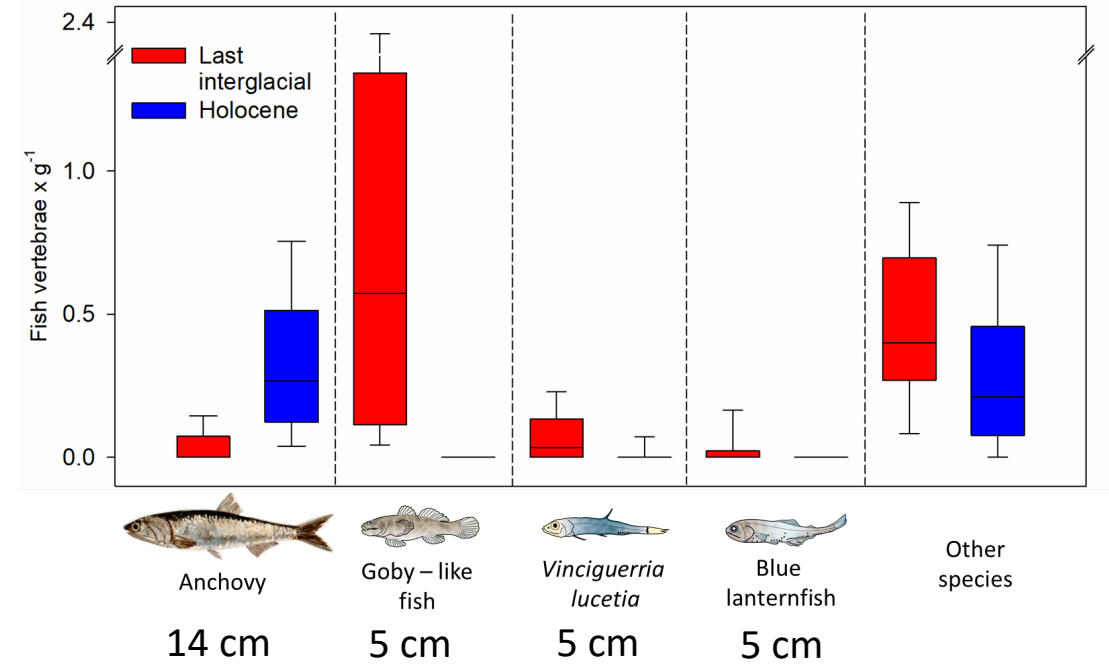 2.4
Last
interglacial
Holocene
Fish vertebrae x g⁻¹
1.0
0.5
0.0
Anchovy
Goby – like
fish
Vinciguerria
lucetia
Blue
lanternfish
Other
species
14 cm
5 cm
5 cm
5 cm